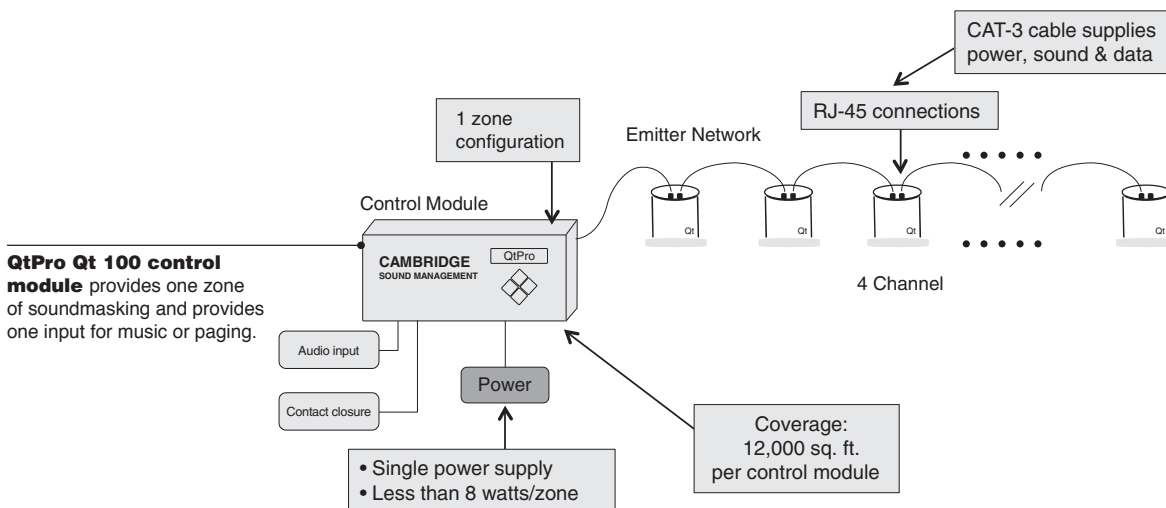 CAT-3 cable supplies
power, sound & data
RJ-45 connections
1 zone
configuration
Emitter Network
Control Module
Qt
Qt
Qt
Qt
CAMBRIDGE
SOUND MANAGEMENT
QtPro
QtPro Qt 100 control
module provides one zone
of soundmasking and provides
one input for music or paging.
4 Channel
Audio input
Power
Contact closure
Coverage:
12,000 sq. ft.
per control module
• Single power supply
• Less than 8 watts/zone